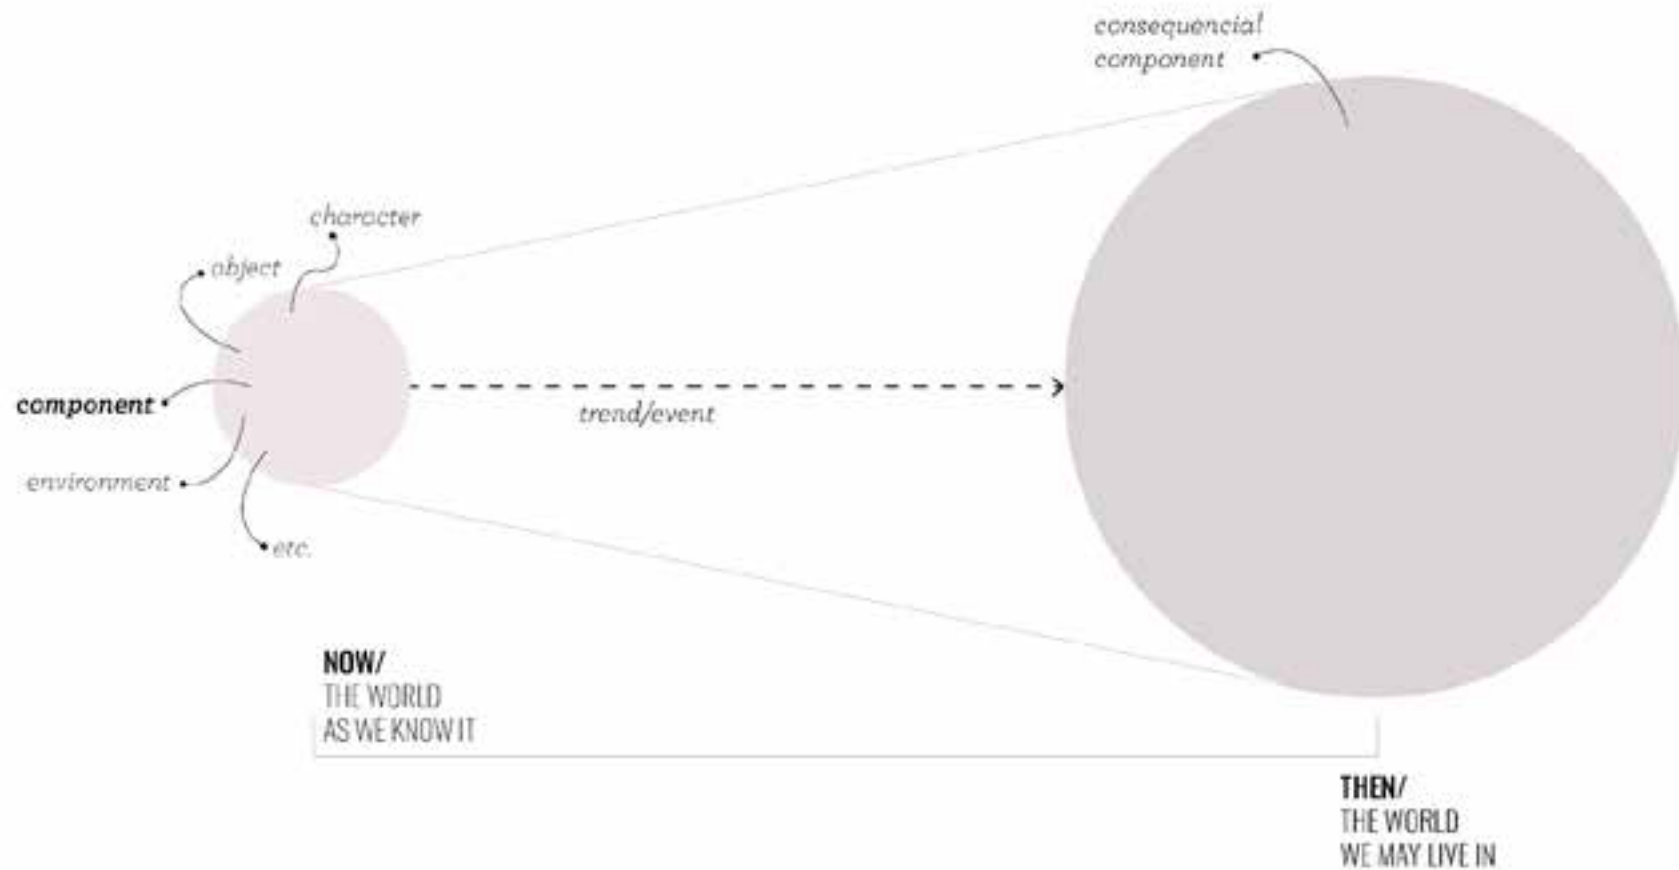 consequencial
component
character
object
component
trend/event
environment
etc.
NOW/
THE WORLD
AS WE KNOW IT
THEN/
THE WORLD
WE MAY LIVE IN